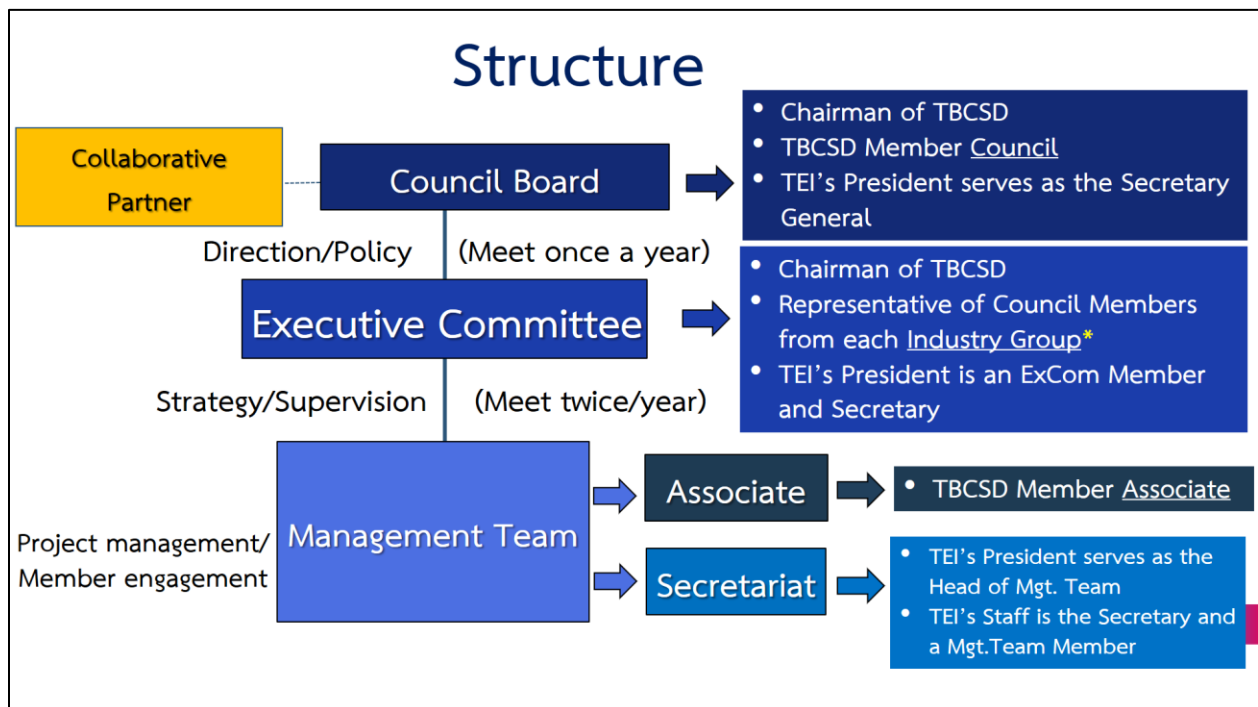 Structure
Collaborative
Partner
Council Board
• Chairman of TBCSD
• TBCSD Member Council
• TEI’s President serves as the Secretary
General
Direction/Policy
(Meet once a year)
Executive Committee
• Chairman of TBCSD
• Representative of Council Members
from each Industry Group*
• TEI’s President is an ExCom Member
and Secretary
Strategy/Supervision
(Meet twice/year)
Management Team
Project management/
Member engagement
Associate
• TBCSD Member Associate
Secretariat
• TEI’s President serves as the
Head of Mgt. Team
• TEI’s Staff is the Secretary and
a Mgt.Team Member